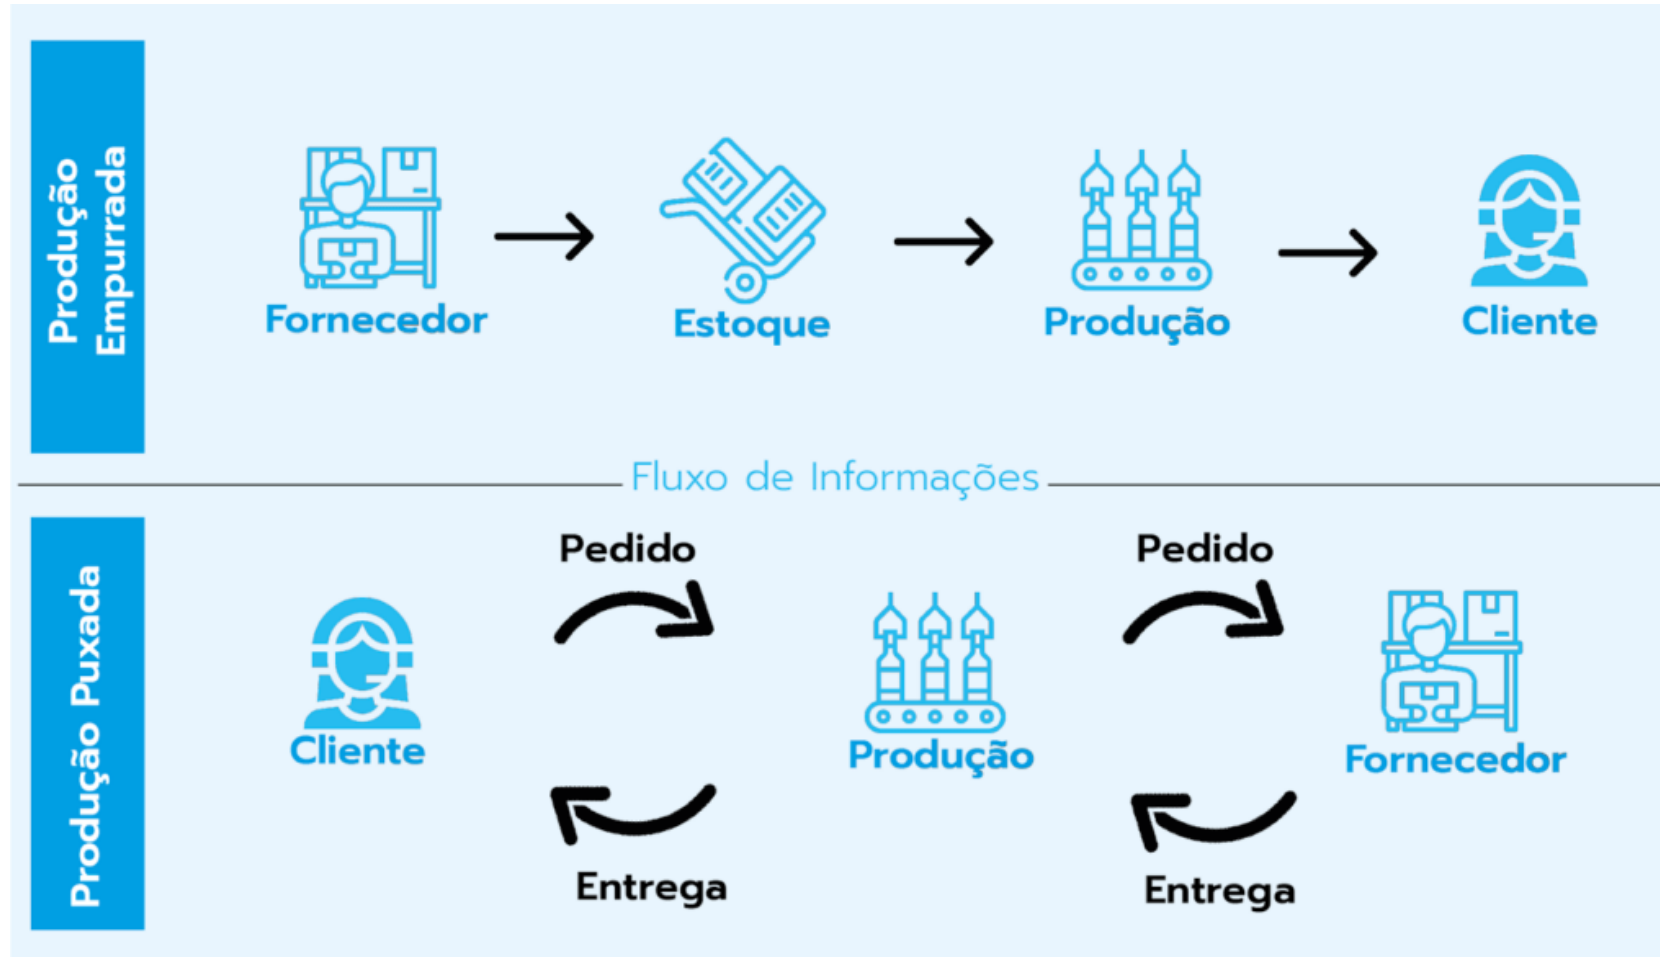 Produção
Empurrada
Fornecedor
Estoque
Produção
Cliente
Fluxo de Informações
Produção Puxada
Pedido
Pedido
Cliente
Produção
Fornecedor
Entrega
Entrega